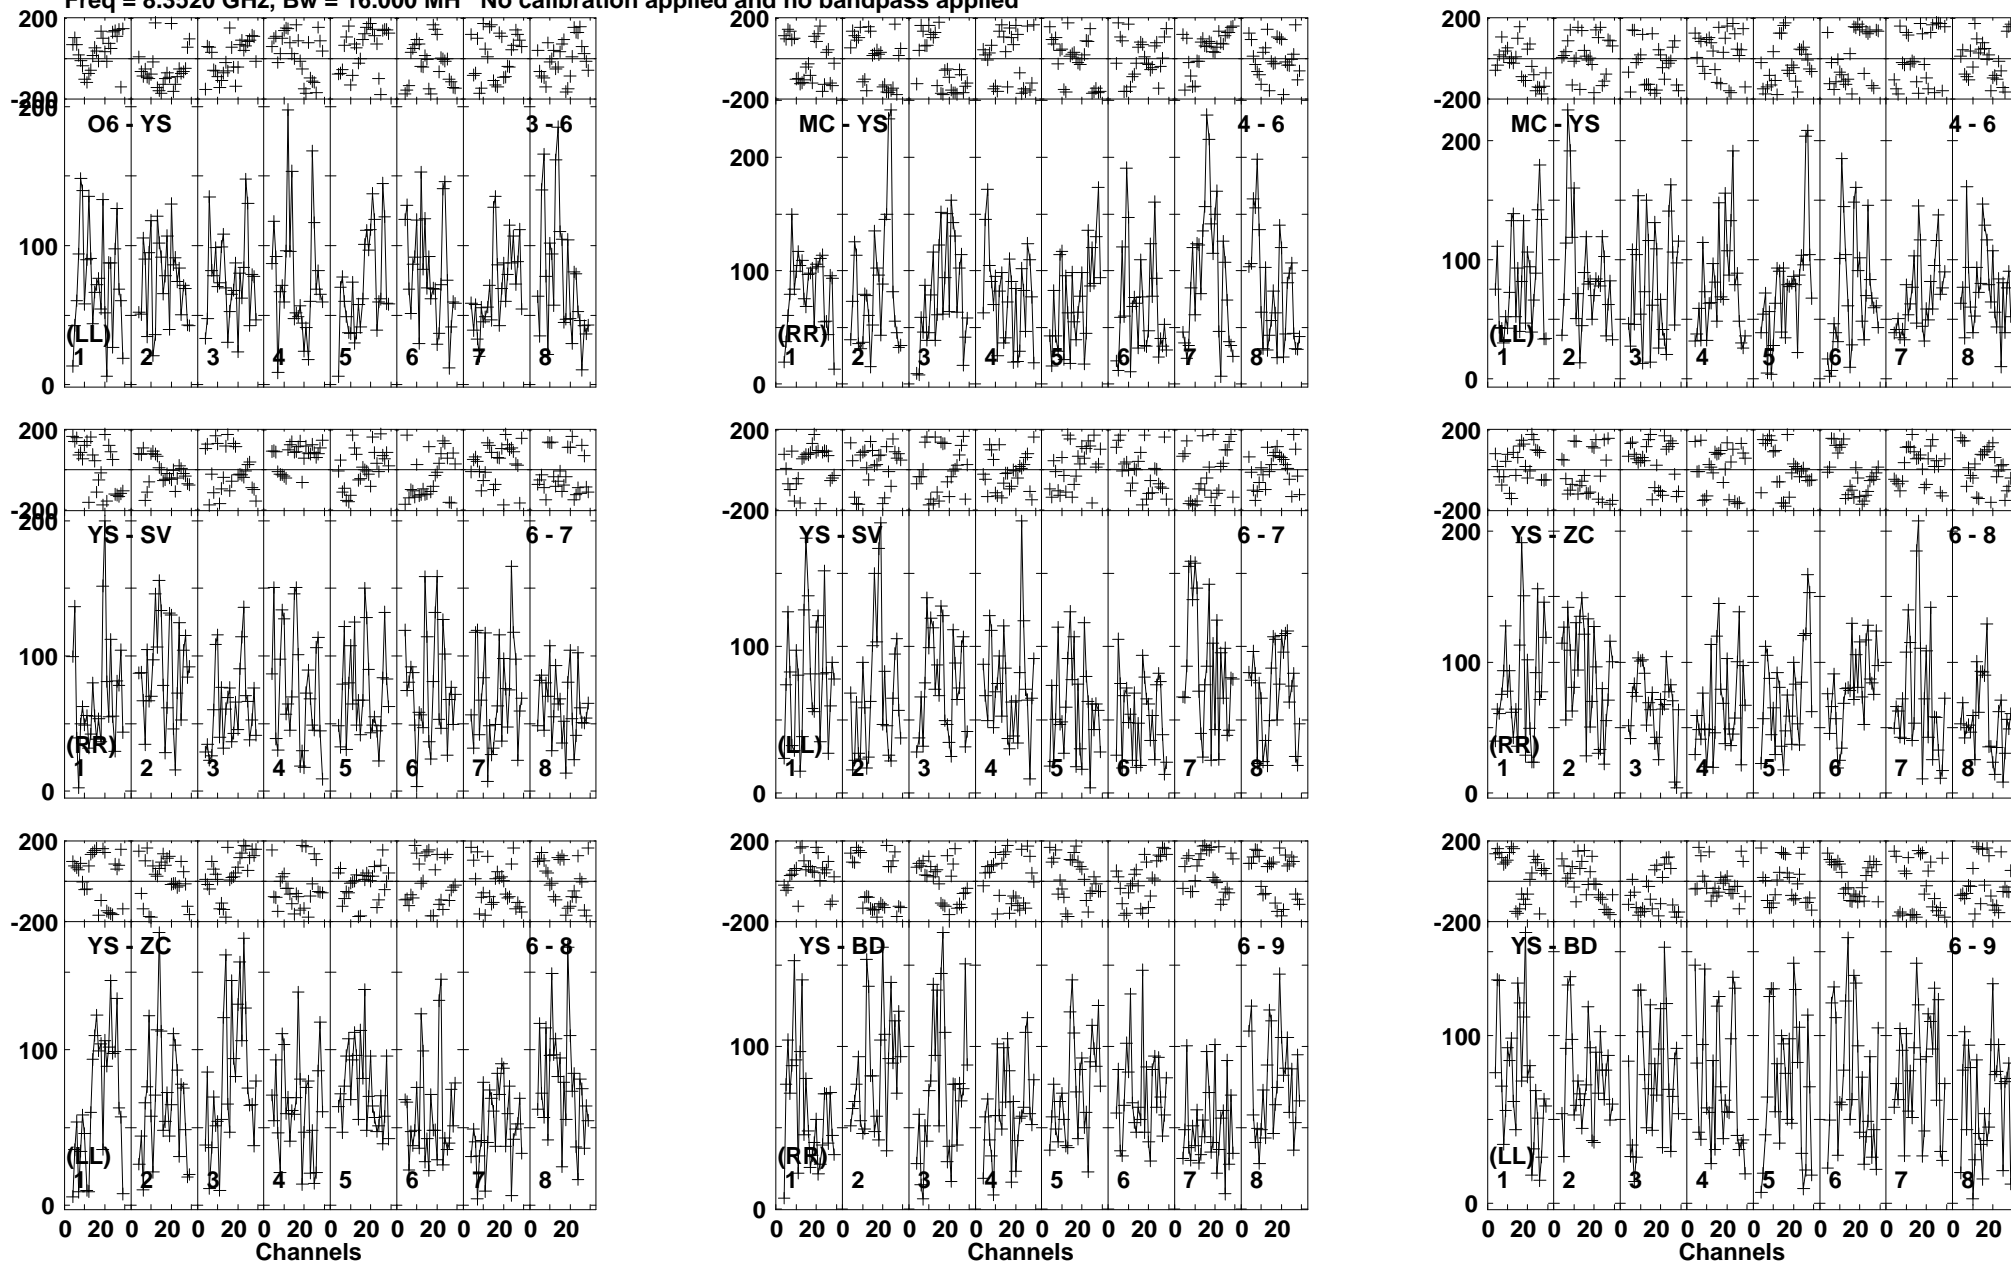 Freq = 8.3520 GHz, Bw = 16.000 MH No calibration applied and no bandpass applied
200 200 200
-200 -200 -200
200 O6 - YS 3 - 6 MC - YS 4 - 6 MC - YS 4 - 6
200 200
100 100 100
(LL) (RR) (LL)
1 2 3 4 5 6 7 8 1 2 3 4 5 6 7 8 1 2 3 4 5 6 7 8
0 0 0
200 200 200
-200 -200 -200
200 YS - SV 6 - 7 YS - SV 6 - 7 YS - ZC 6 - 8
200
100 100 100
(RR) (LL) (RR)
1 2 3 4 5 6 7 8 1 2 3 4 5 6 7 8 1 2 3 4 5 6 7 8
0 0 0
200 200 200
-200 -200 -200
YS - ZC 6 - 8 YS - BD 6 - 9 YS - BD 6 - 9
100 100 100
(LL) (RR) (LL)
1 2 3 4 5 6 7 8 1 2 3 4 5 6 7 8 1 2 3 4 5 6 7 8
0 0 0
0 20 0 20 0 20 0 20 0 20 0 20 0 20 0 20 0 20 0 20 0 20 0 20 0 20 0 20 0 20 0 20 0 20 0 20 0 20 0 20 0 20 0 20 0 20 0 20
Channels Channels Channels